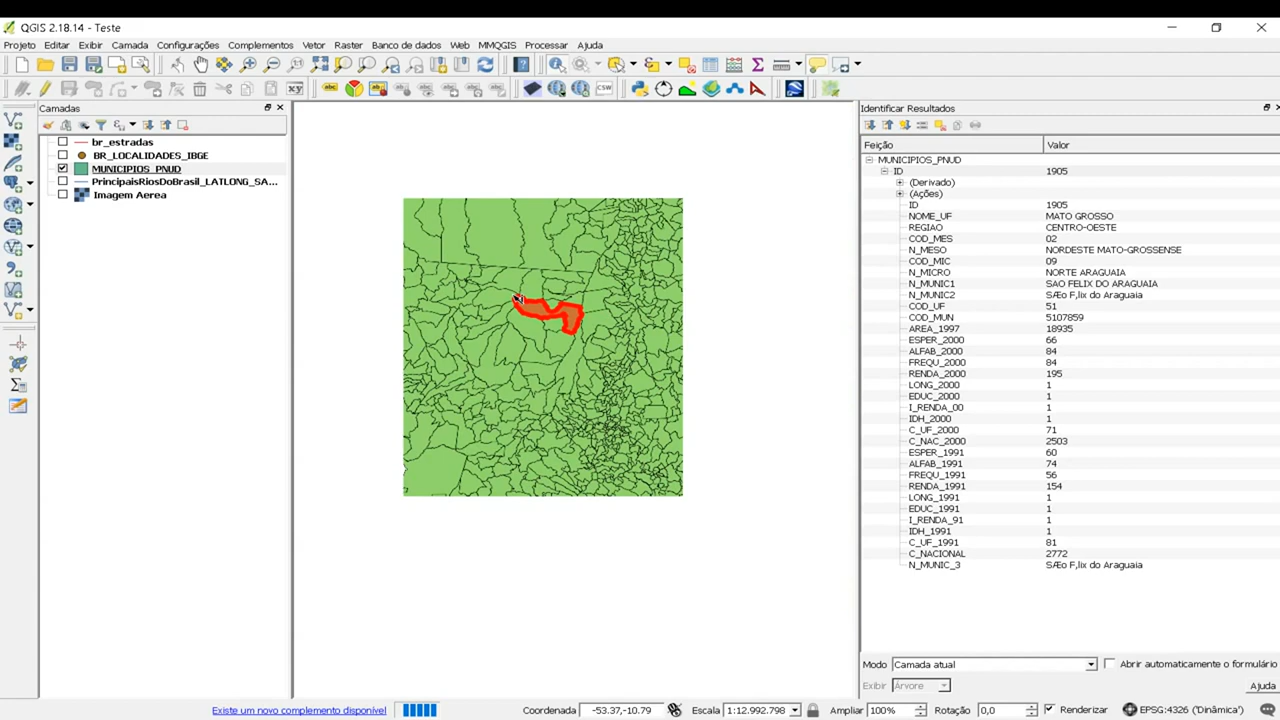 QGIS 2.18.14 - Teste
Projeto Editar Exibir Camada Configurações Complementos Vetor Raster Banco de dados Web MMQGIS Processar Ajuda
CSW
Camadas
br_estradas
BR_LOCALIDADES_IBGE
MUNICIPIOS_PNUD
PrincipaisRiosDoBrasil_LATLONG_SA...
Imagem Aerea
Identificar Resultados
Feição Valor
MUNICIPIOS_PNUD
ID 1905
(Derivado)
(Ações)
ID 1905
NOME_UF MATO GROSSO
REGIAO CENTRO-OESTE
COD_MES 02
N_MESO NORDESTE MATO-GROSSENSE
COD_MIC 09
N_MICRO NORTE ARAGUAIA
N_MUNIC1 SAO FELIX DO ARAGUAIA
N_MUNIC2 SÆo F‚lix do Araguaia
COD_UF 51
COD_MUN 5107859
AREA_1997 18935
ESPER_2000 66
ALFAB_2000 84
FREQU_2000 84
RENDA_2000 195
LONG_2000 1
EDUC_2000 1
I_RENDA_00 1
IDH_2000 1
C_UF_2000 71
C_NAC_2000 2503
ESPER_1991 60
ALFAB_1991 74
FREQU_1991 56
RENDA_1991 154
LONG_1991 1
EDUC_1991 1
I_RENDA_91 1
IDH_1991 1
C_UF_1991 81
C_NACIONAL 2772
N_MUNIC_3 SÆo F‚lix do Araguaia
Modo Camada atual Abrir automaticamente o formulário
Exibir Árvore Ajuda
Existe um novo complemento disponível Coordenada -53.37,-10.79 Escala 1:12.992.798 Ampliar 100% Rotação 0,0 Renderizar EPSG:4326 ('Dinâmica')